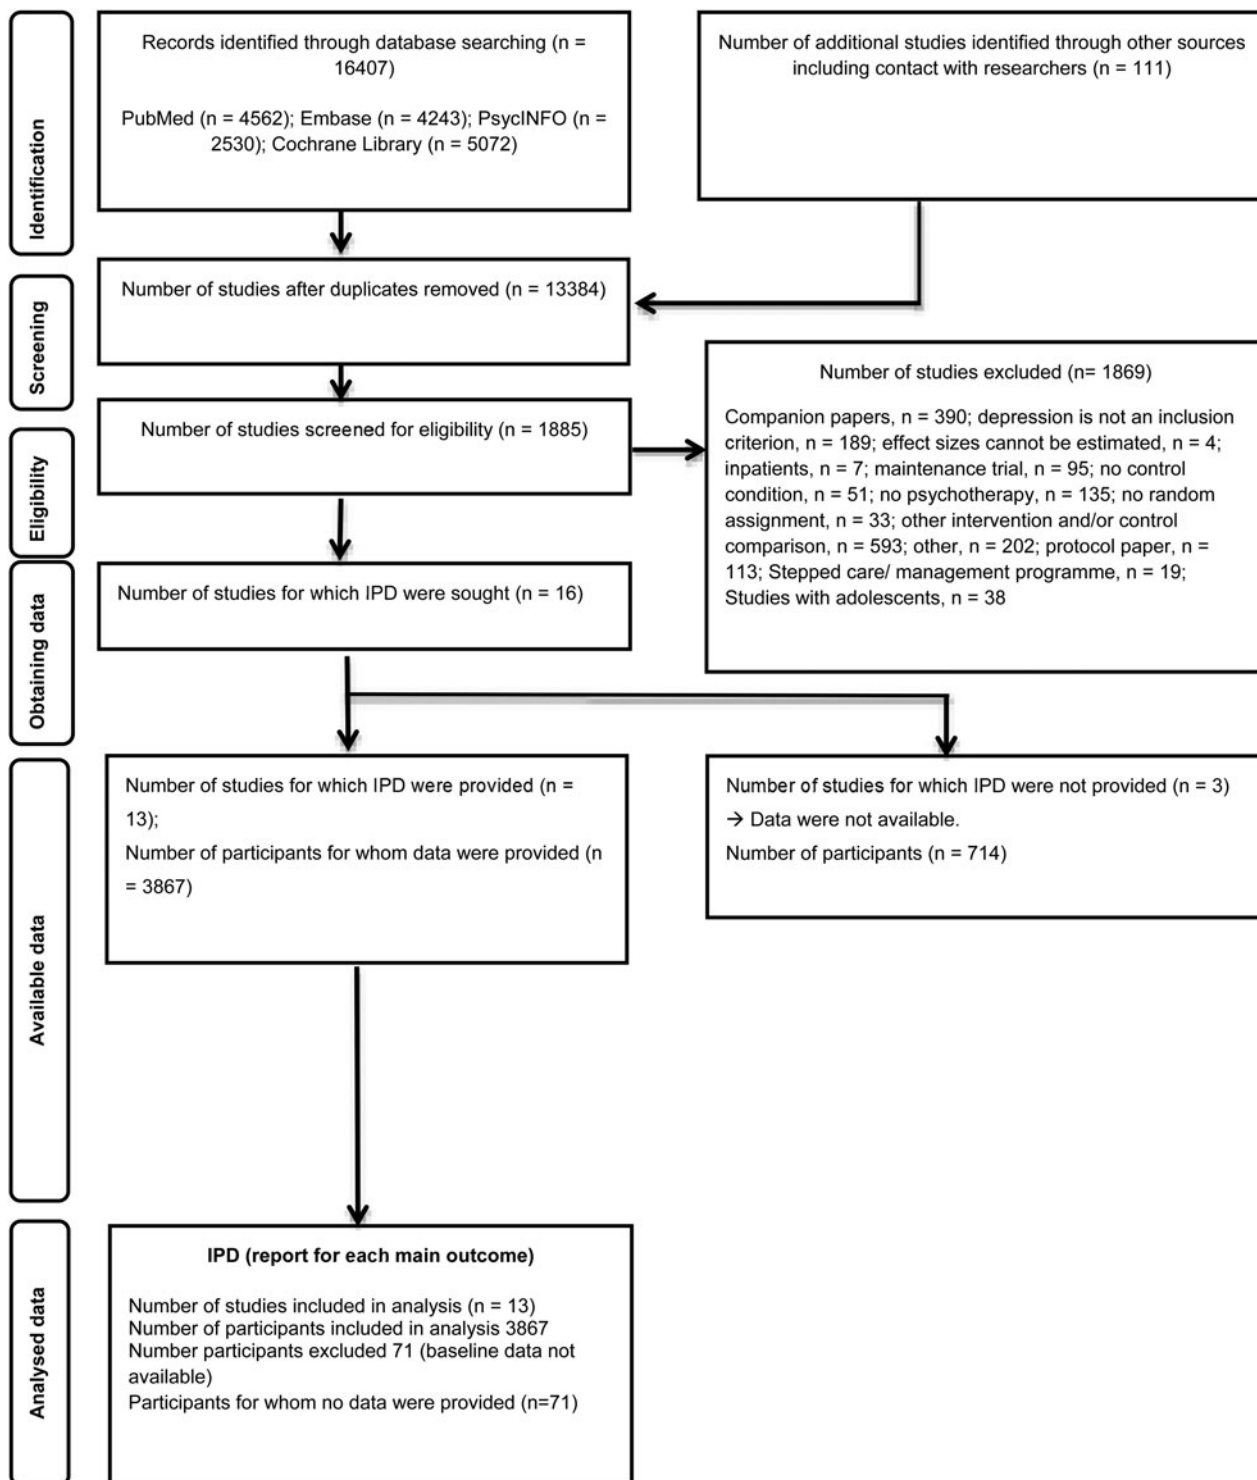 Identification
Records identified through database searching (n =
16407)
PubMed (n = 4562); Embase (n = 4243); PsycINFO (n =
2530); Cochrane Library (n = 5072)
Number of additional studies identified through other sources
including contact with researchers (n = 111)
Screening
Number of studies after duplicates removed (n = 13384)
Eligibility
Number of studies screened for eligibility (n = 1885)
Number of studies excluded (n= 1869)
Companion papers, n = 390; depression is not an inclusion
criterion, n = 189; effect sizes cannot be estimated, n = 4;
inpatients, n = 7; maintenance trial, n = 95; no control
condition, n = 51; no psychotherapy, n = 135; no random
assignment, n = 33; other intervention and/or control
comparison, n = 593; other, n = 202; protocol paper, n =
113; Stepped care/ management programme, n = 19;
Studies with adolescents, n = 38
Obtaining data
Number of studies for which IPD were sought (n = 16)
Available data
Number of studies for which IPD were provided (n =
13);
Number of participants for whom data were provided (n
= 3867)
Number of studies for which IPD were not provided (n = 3)
→ Data were not available.
Number of participants (n = 714)
Analysed data
IPD (report for each main outcome)
Number of studies included in analysis (n = 13)
Number of participants included in analysis 3867
Number participants excluded 71 (baseline data not
available)
Participants for whom no data were provided (n=71)